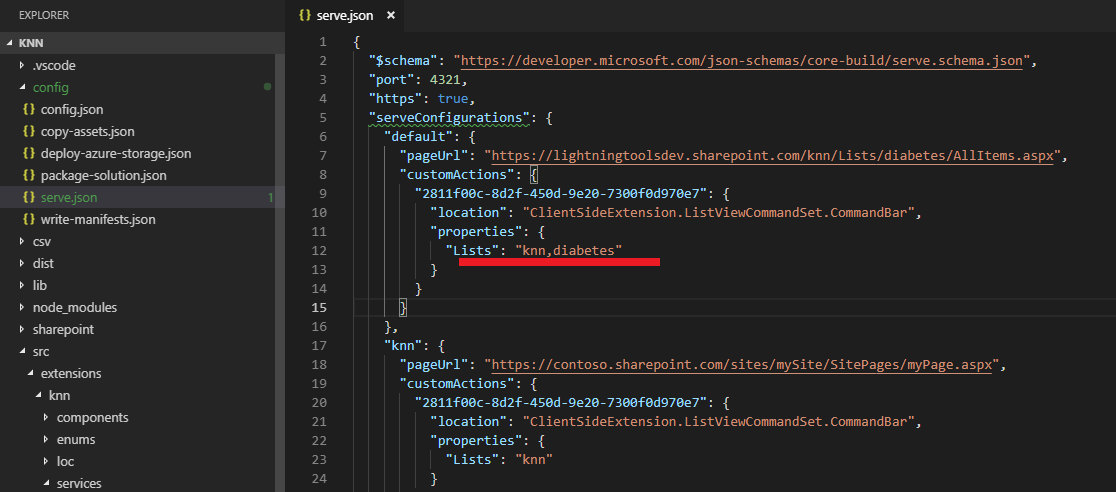 EXPLORER
KNN
.vscode
config
{} config.json
{} copy-assets.json
{} deploy-azure-storage.json
{} package-solution.json
{} serve.json 1
{} write-manifests.json
csv
dist
lib
node_modules
sharepoint
src
extensions
knn
components
enums
loc
services
{} serve.json ×
1 {
2 "$schema": "https://developer.microsoft.com/json-schemas/core-build/serve.schema.json",
3 "port": 4321,
4 "https": true,
5 "serveConfigurations": {
6 "default": {
7 "pageUrl": "https://lightningtoolsdev.sharepoint.com/knn/Lists/diabetes/AllItems.aspx",
8 "customActions": {
9 "2811f00c-8d2f-450d-9e20-7300f0d970e7": {
10 "location": "ClientSideExtension.ListViewCommandSet.CommandBar",
11 "properties": {
12 "Lists": "knn,diabetes"
13 }
14 }
15 }
16 },
17 "knn": {
18 "pageUrl": "https://contoso.sharepoint.com/sites/mySite/SitePages/myPage.aspx",
19 "customActions": {
20 "2811f00c-8d2f-450d-9e20-7300f0d970e7": {
21 "location": "ClientSideExtension.ListViewCommandSet.CommandBar",
22 "properties": {
23 "Lists": "knn"
24 }